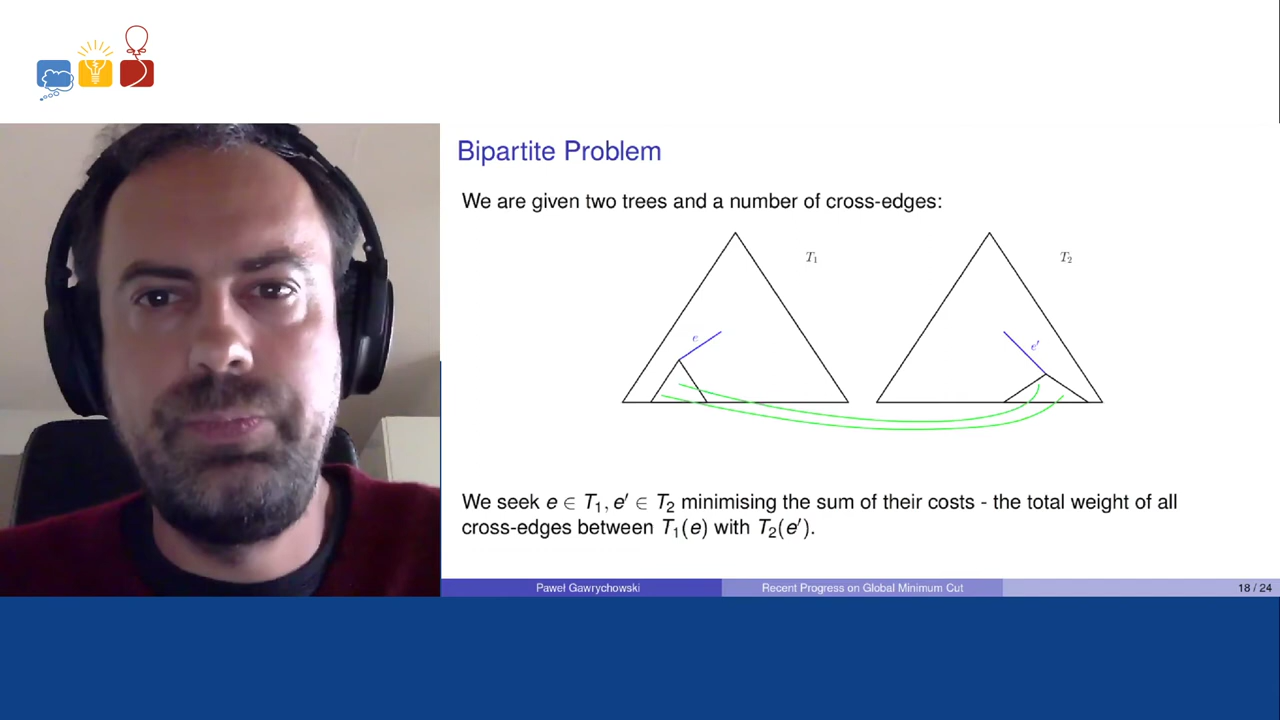 Bipartite Problem
We are given two trees and a number of cross-edges:
T₁
T₂
e
e′
We seek e ∈ T₁, e′ ∈ T₂ minimising the sum of their costs - the total weight of all
cross-edges between T₁(e) with T₂(e′).
Paweł Gawrychowski
Recent Progress on Global Minimum Cut
18 / 24